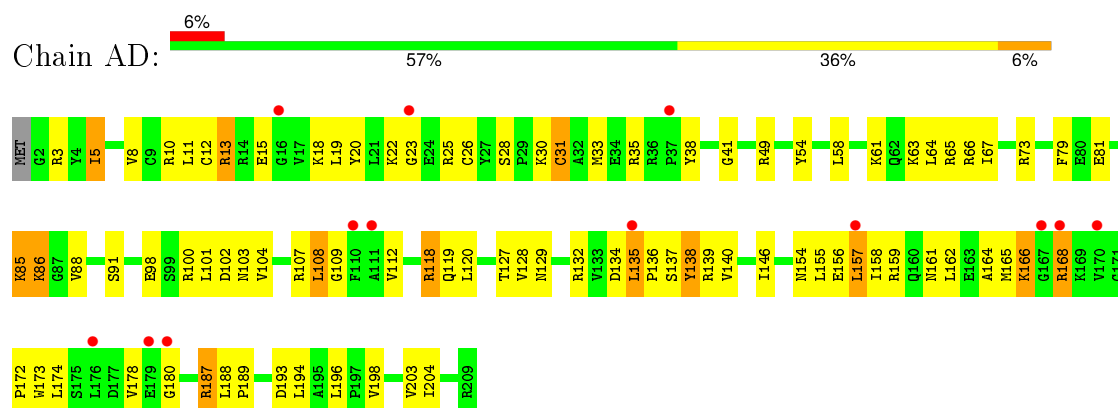 6%
Chain AD:
57% 36% 6%
MET G2 R3 Y4 I5 V8 C9 R10 L11 C12 R13 R14 E15 G16 V17 K18 L19 Y20 L21 K22 G23 E24 R25 C26 Y27 S28 P29 K30 C31 A32 M33 E34 R35 R36 P37 Y38 G41 R49 Y54 L58 K61 Q62 K63 L64 R65 R66 I67 R73 F79 E80 E81
K85 K86 G87 V88 S91 E98 S99 R100 L101 D102 N103 V104 R107 L108 G109 F110 A111 V112 R118 Q119 L120 T127 V128 N129 R132 V133 D134 L135 P136 S137 Y138 R139 V140 I146 N154 L155 E156 L157 I158 R159 Q160 N161 L162 E163 A164 M165 K166 G167 R168 K169 V170 G171
P172 W173 L174 S175 L176 D177 V178 E179 G180 R187 L188 P189 D193 L194 A195 L196 P197 V198 V203 I204 R209